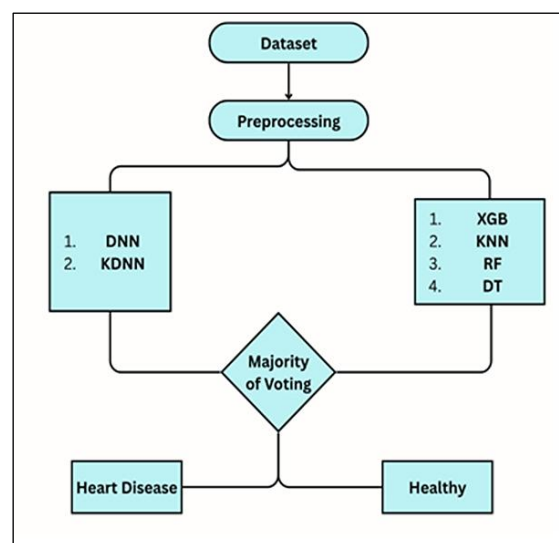 Dataset
Preprocessing
1. DNN
2. KDNN
1. XGB
2. KNN
3. RF
4. DT
Majority
of Voting
Heart Disease
Healthy